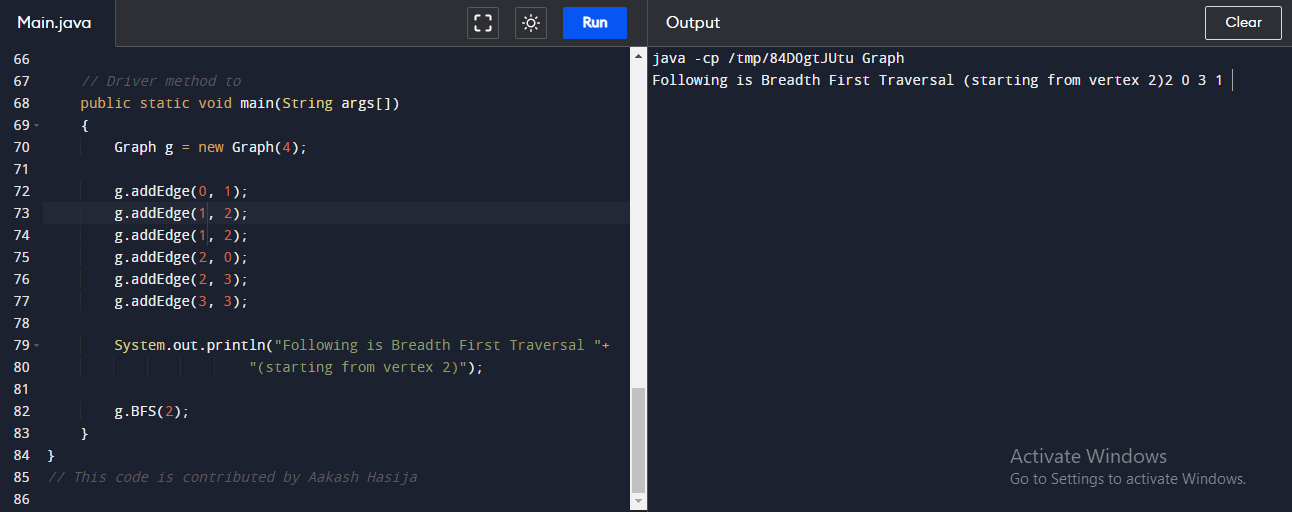 Main.java
Run
Output
Clear
66
67 // Driver method to
68 public static void main(String args[])
69 {
70 Graph g = new Graph(4);
71
72 g.addEdge(0, 1);
73 g.addEdge(1, 2);
74 g.addEdge(1, 2);
75 g.addEdge(2, 0);
76 g.addEdge(2, 3);
77 g.addEdge(3, 3);
78
79 System.out.println("Following is Breadth First Traversal "+
80 "(starting from vertex 2)");
81
82 g.BFS(2);
83 }
84 }
85 // This code is contributed by Aakash Hasija
86
java -cp /tmp/84DOgtJUtu Graph
Following is Breadth First Traversal (starting from vertex 2)2 0 3 1
Activate Windows
Go to Settings to activate Windows.